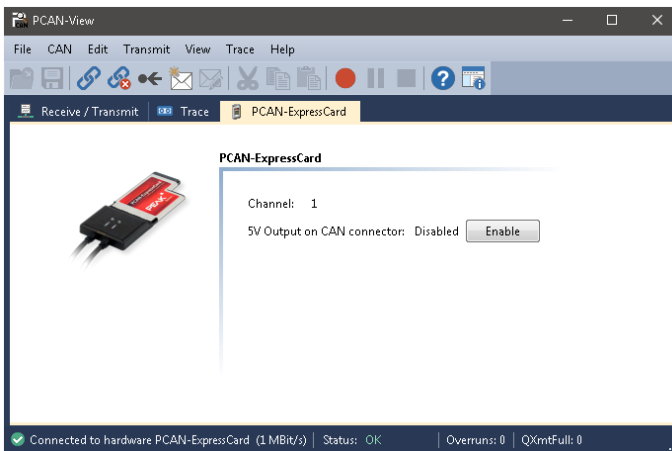 PCAN-View
File CAN Edit Transmit View Trace Help
Receive / Transmit Trace PCAN-ExpressCard
PCAN-ExpressCard
Channel: 1
5V Output on CAN connector: Disabled Enable
PEAK
Connected to hardware PCAN-ExpressCard (1 MBit/s) Status: OK Overruns: 0 QXmtFull: 0